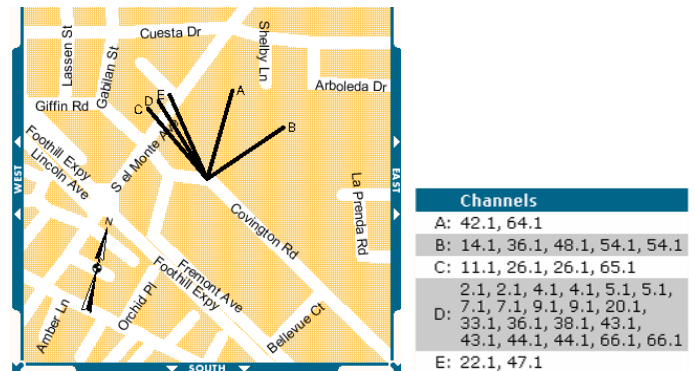 Cuesta Dr
Shelby Ln
Lassen St
Gabilan St
Arboleda Dr
Giffin Rd
E
D
C
A
B
S el Monte Ave
Foothill Expy
Lincoln Ave
WEST
EAST
La Prenda Rd
Covington Rd
N
Fremont Ave
Foothill Expy
Orchid Pl
Amber Ln
Bellevue Ct
SOUTH
Channels
A: 42.1, 64.1
B: 14.1, 36.1, 48.1, 54.1, 54.1
C: 11.1, 26.1, 26.1, 65.1
D: 2.1, 2.1, 4.1, 4.1, 5.1, 5.1,
7.1, 7.1, 9.1, 9.1, 20.1,
33.1, 36.1, 38.1, 43.1,
43.1, 44.1, 44.1, 66.1, 66.1
E: 22.1, 47.1